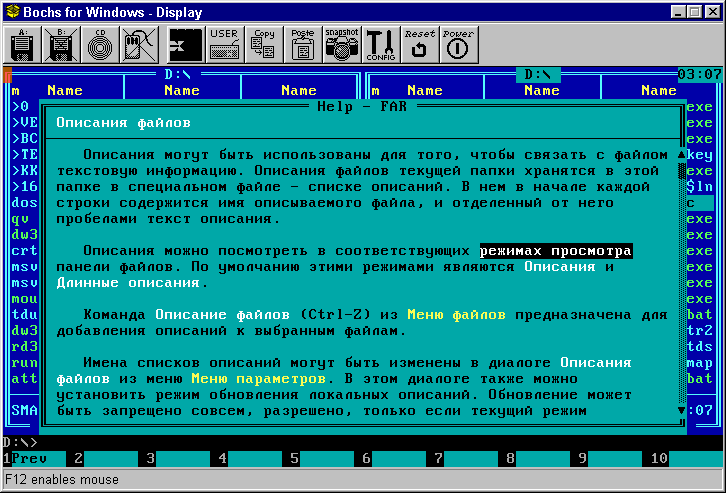 Bochs for Windows - Display
A: B: CD USER Copy Poste snapshot CONFIG Reset Power
D:\ D:\ 03:07
m Name Name Name m Name Name Name
Help - FAR
>0 exe
Описания файлов
>VE exe
>BC exe
>TE Описания могут быть использованы для того, чтобы связать с файлом key
>KK текстовую информацию. Описания файлов текущей папки хранятся в этой exe
>16 папке в специальном файле - списке описаний. В нем в начале каждой $ln
dos строки содержится имя описываемого файла, и отделенный от него c
qv пробелами текст описания. exe
dw3 exe
crt Описания можно посмотреть в соответствующих режимах просмотра exe
msv панели файлов. По умолчанию этими режимами являются Описания и exe
msv Длинные описания. exe
mou exe
tdu Команда Описание файлов (Ctrl-Z) из Меню файлов предназначена для bat
dw3 добавления описаний к выбранным файлам. tr2
rd3 tds
run Имена списков описаний могут быть изменены в диалоге Описания map
att файлов из меню Меню параметров. В этом диалоге также можно bat
установить режим обновления локальных описаний. Обновление может
SMA быть запрещено совсем, разрешено, только если текущий режим :07
D:\>
1Prev 2 3 4 5 6 7 8 9 10
F12 enables mouse